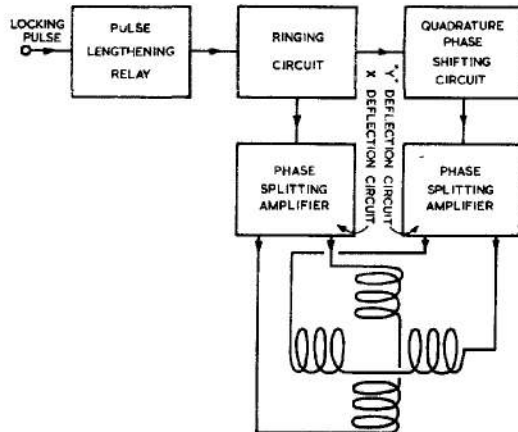 LOCKING
PULSE
PULSE
LENGTHENING
RELAY
RINGING
CIRCUIT
QUADRATURE
PHASE
SHIFTING
CIRCUIT
"Y" DEFLECTION CIRCUIT
X DEFLECTION CIRCUIT
PHASE
SPLITTING
AMPLIFIER
PHASE
SPLITTING
AMPLIFIER